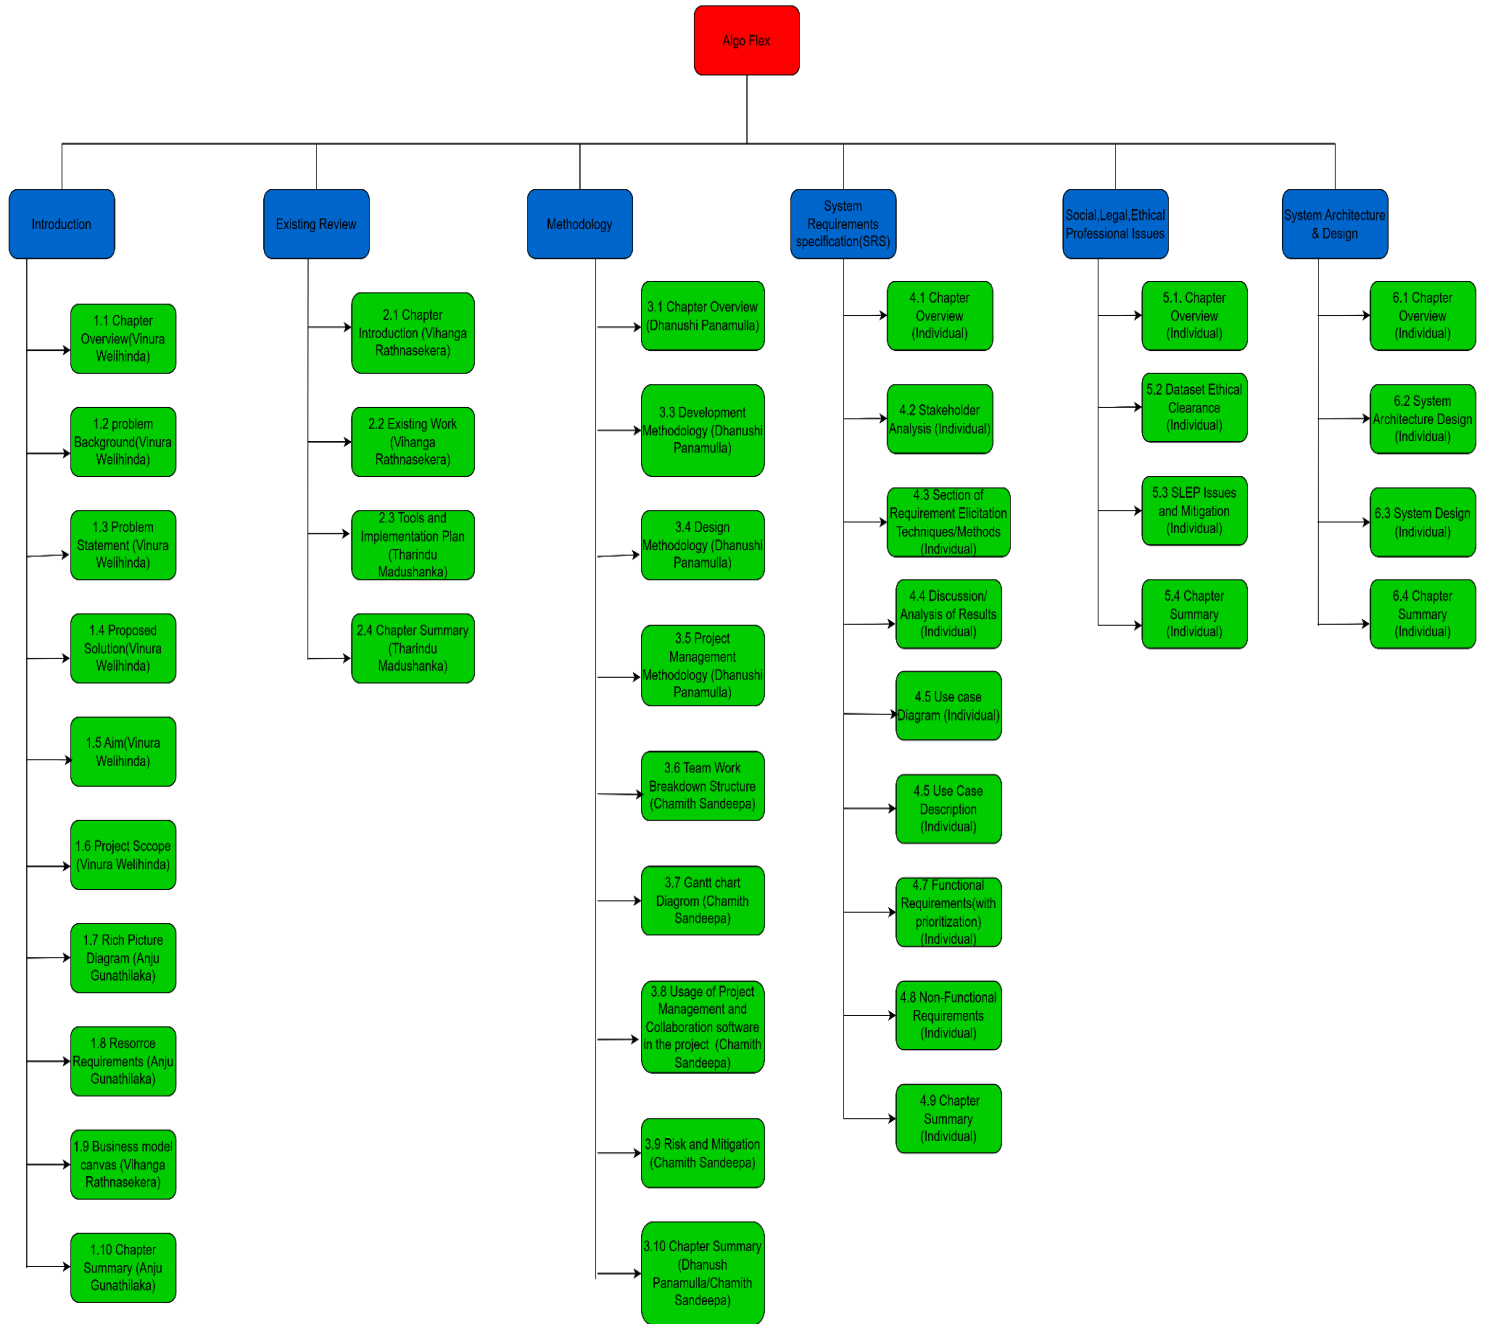 Algo Flex
Introduction
Existing Review
Methodology
System
Requirements
specification(SRS)
Social,Legal,Ethical
Professional Issues
System Architecture
& Design
1.1 Chapter
Overview(Vinura
Welihinda)
1.2 problem
Background(Vinura
Welihinda)
1.3 Problem
Statement (Vinura
Welihinda)
1.4 Proposed
Solution(Vinura
Welihinda)
1.5 Aim(Vinura
Welihinda)
1.6 Project Sccope
(Vinura Welihinda)
1.7 Rich Picture
Diagram (Anju
Gunathilaka)
1.8 Resorrce
Requirements (Anju
Gunathilaka)
1.9 Business model
canvas (Vihanga
Rathnasekera)
1.10 Chapter
Summary (Anju
Gunathilaka)
2.1 Chapter
Introduction (Vihanga
Rathnasekera)
2.2 Existing Work
(Vihanga
Rathnasekera)
2.3 Tools and
Implementation Plan
(Tharindu
Madushanka)
2.4 Chapter Summary
(Tharindu
Madushanka)
3.1 Chapter Overview
(Dhanushi Panamulla)
3.3 Development
Methodology (Dhanushi
Panamulla)
3.4 Design
Methodology (Dhanushi
Panamulla)
3.5 Project
Management
Methodology (Dhanushi
Panamulla)
3.6 Team Work
Breakdown Structure
(Chamith Sandeepa)
3.7 Gantt chart
Diagrom (Chamith
Sandeepa)
3.8 Usage of Project
Management and
Collaboration software
in the project (Chamith
Sandeepa)
3.9 Risk and Mitigation
(Chamith Sandeepa)
3.10 Chapter Summary
(Dhanush
Panamulla/Chamith
Sandeepa)
4.1 Chapter
Overview
(Individual)
4.2 Stakeholder
Analysis (Individual)
4.3 Section of
Requirement Elicitation
Techniques/Methods
(Individual)
4.4 Discussion/
Analysis of Results
(Individual)
4.5 Use case
Diagram (Individual)
4.5 Use Case
Description
(Individual)
4.7 Functional
Requirements(with
prioritization)
(Individual)
4.8 Non-Functional
Requirements
(Individual)
4.9 Chapter
Summary
(Individual)
5.1. Chapter
Overview
(Individual)
5.2 Dataset Ethical
Clearance
(Individual)
5.3 SLEP Issues
and Mitigation
(Individual)
5.4 Chapter
Summary
(Individual)
6.1 Chapter
Overview
(Individual)
6.2 System
Architecture Design
(Individual)
6.3 System Design
(Individual)
6.4 Chapter
Summary
(Individual)